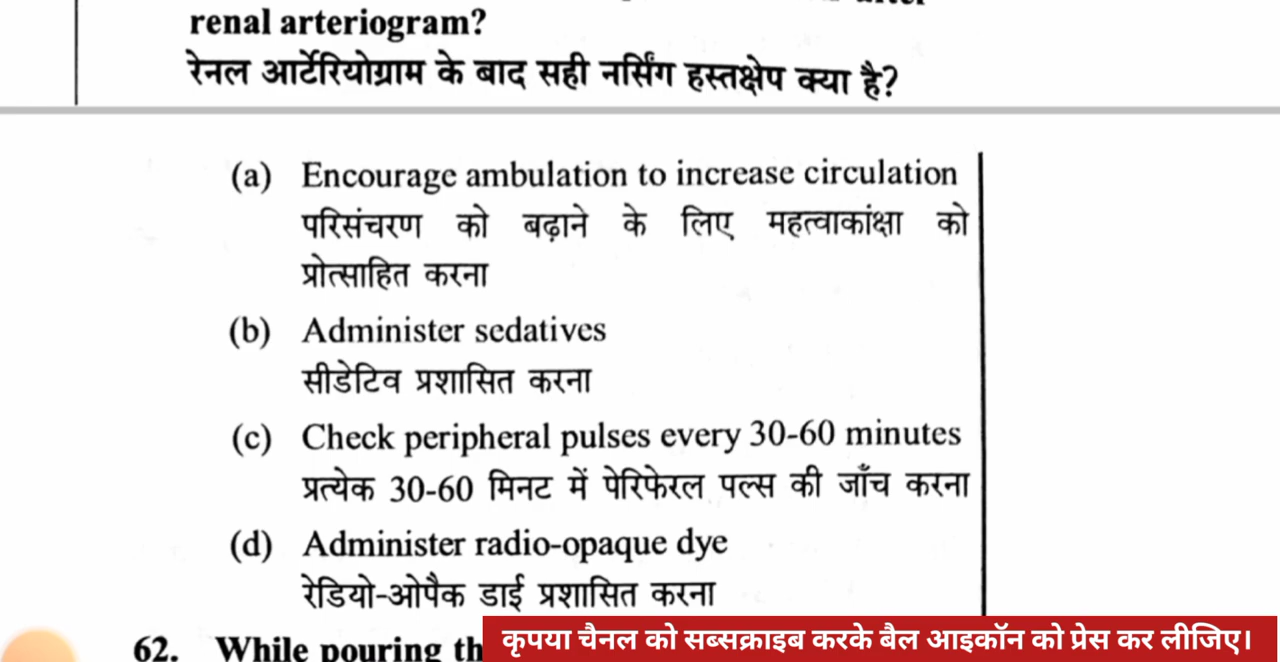 renal arteriogram?
रेनल आर्टेरियोग्राम के बाद सही नर्सिंग हस्तक्षेप क्या है?
(a) Encourage ambulation to increase circulation
परिसंचरण को बढ़ाने के लिए महत्वाकांक्षा को
प्रोत्साहित करना
(b) Administer sedatives
सीडेटिव प्रशासित करना
(c) Check peripheral pulses every 30-60 minutes
प्रत्येक 30-60 मिनट में पेरिफेरल पल्स की जाँच करना
(d) Administer radio-opaque dye
रेडियो-ओपैक डाई प्रशासित करना
62. While pouring th
कृपया चैनल को सब्सक्राइब करके बैल आइकॉन को प्रेस कर लीजिए।